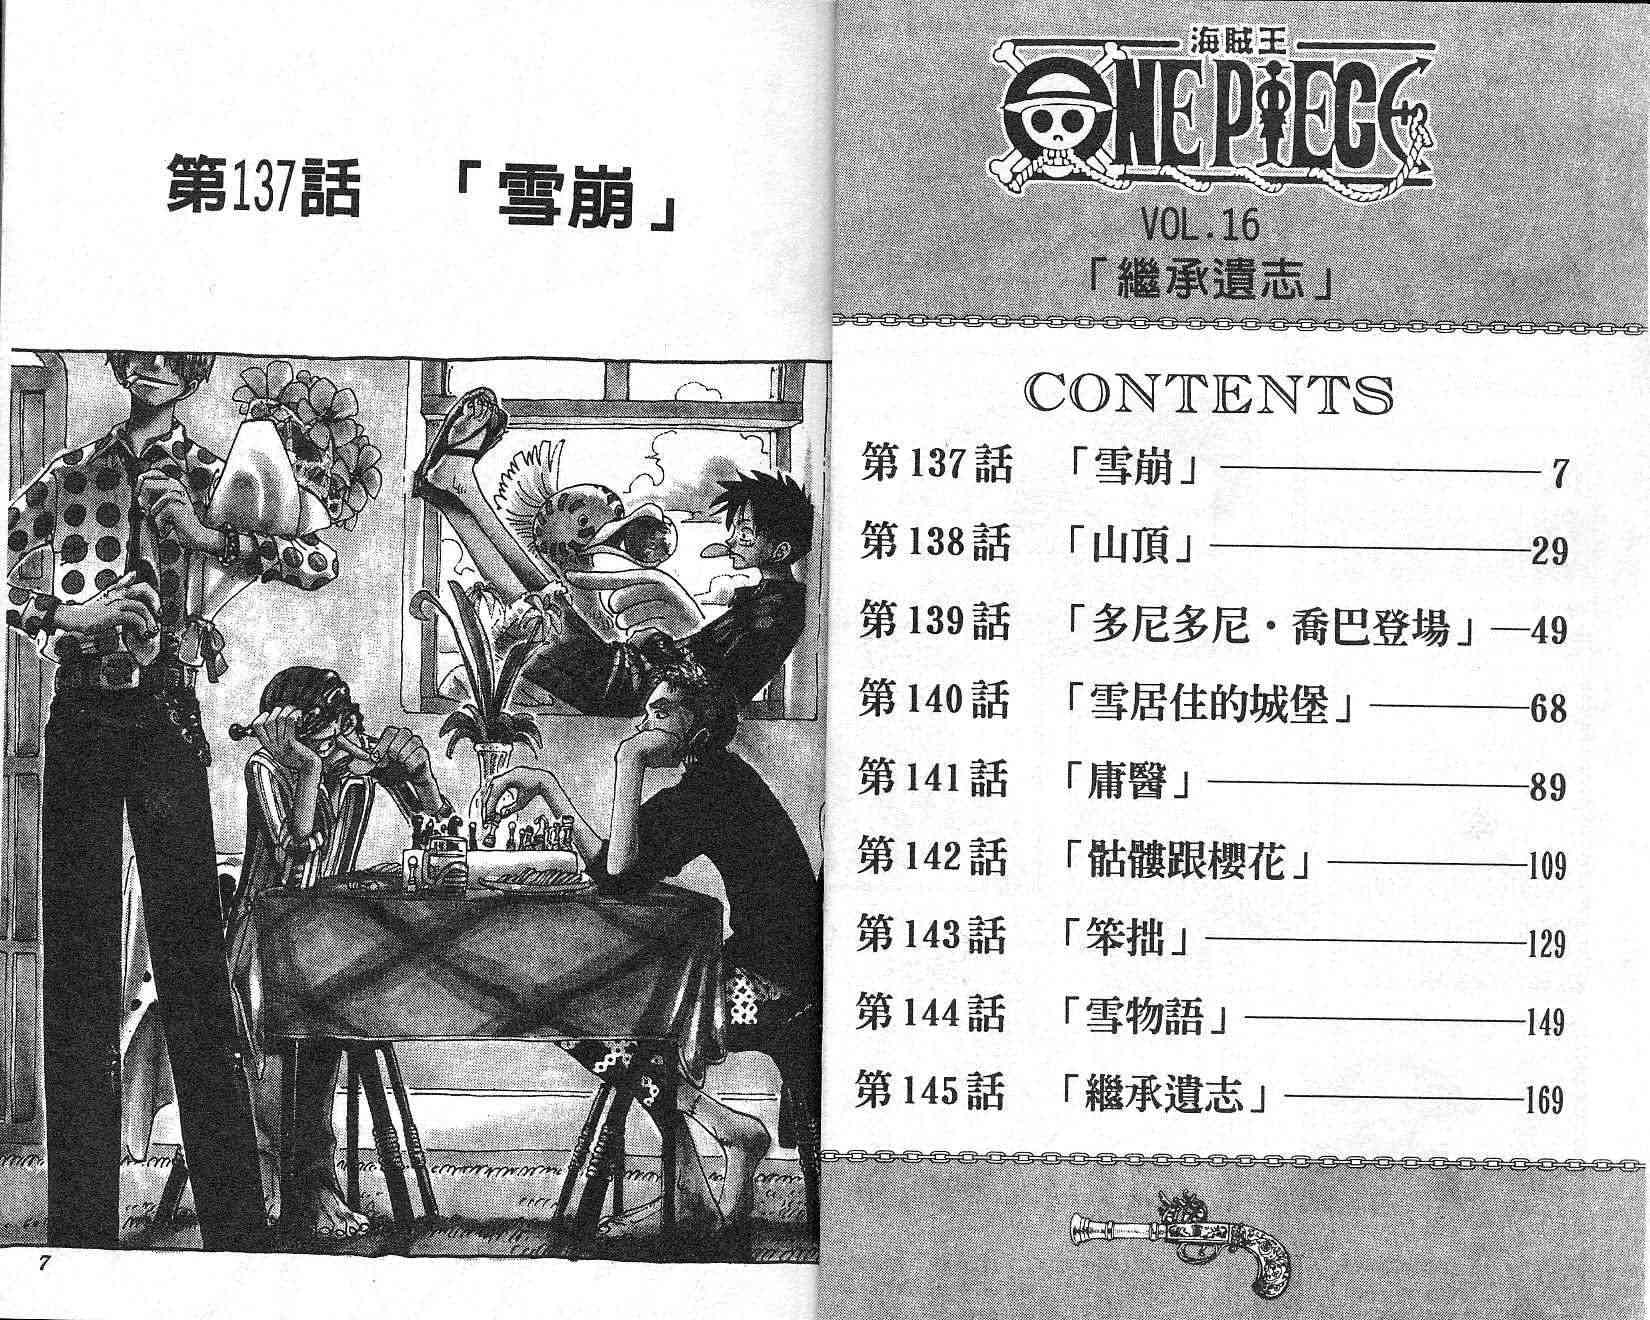 海賊王
ONE PIECE
VOL.16
「繼承遺志」
CONTENTS
第137話 「雪崩」 7
第138話 「山頂」 29
第139話 「多尼多尼・喬巴登場」 49
第140話 「雪居住的城堡」 68
第141話 「庸醫」 89
第142話 「骷髏跟櫻花」 109
第143話 「笨拙」 129
第144話 「雪物語」 149
第145話 「繼承遺志」 169
第137話 「雪崩」
7